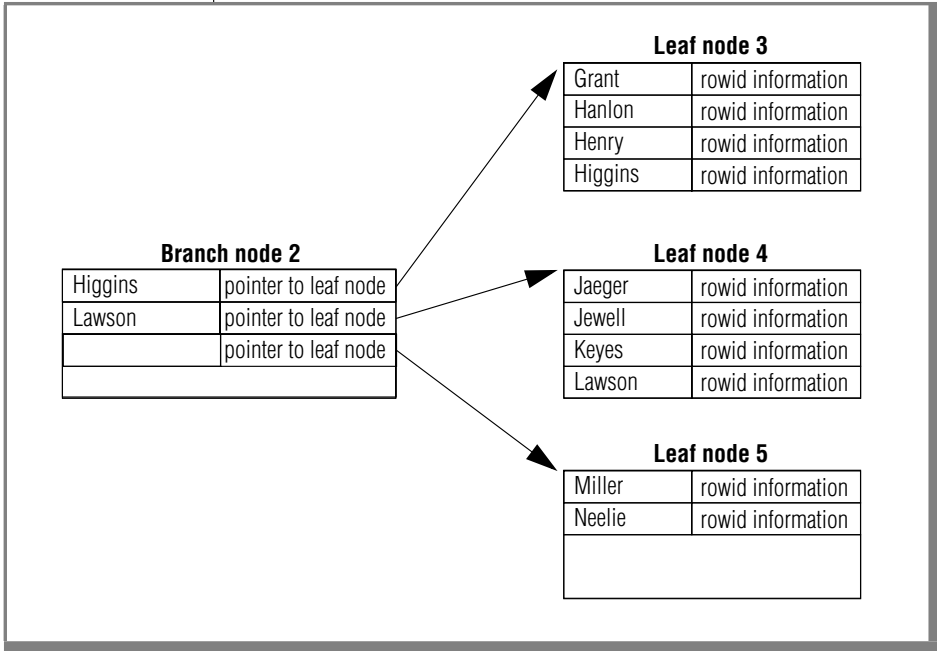 Leaf node 3
Grant rowid information
Hanlon rowid information
Henry rowid information
Higgins rowid information
Branch node 2
Higgins pointer to leaf node
Lawson pointer to leaf node
pointer to leaf node
Leaf node 4
Jaeger rowid information
Jewell rowid information
Keyes rowid information
Lawson rowid information
Leaf node 5
Miller rowid information
Neelie rowid information